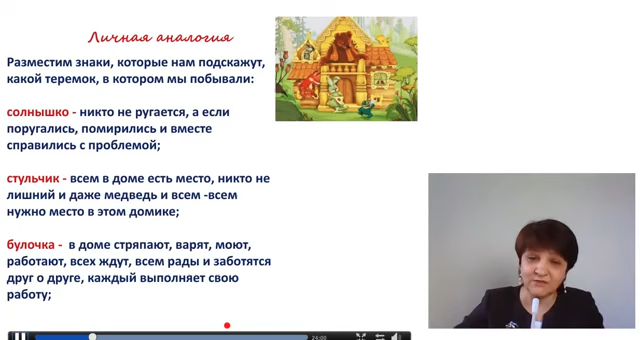 Личная аналогия
Разместим знаки, которые нам подскажут,
какой теремок, в котором мы побывали:
солнышко - никто не ругается, а если
поругались, помирились и вместе
справились с проблемой;
стульчик - всем в доме есть место, никто не
лишний и даже медведь и всем -всем
нужно место в этом домике;
булочка - в доме стряпают, варят, моют,
работают, всех ждут, всем рады и заботятся
друг о друге, каждый выполняет свою
работу;
24:00